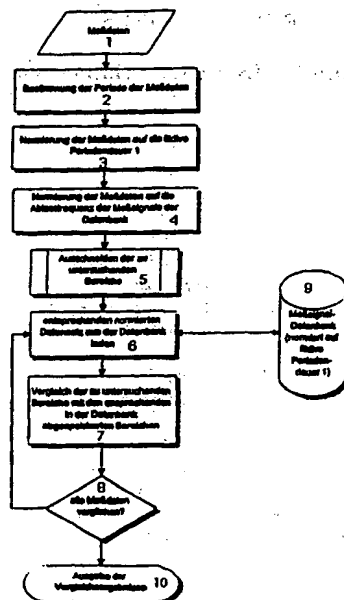 Meßdaten
1
Bestimmung der Periode der Meßdaten
2
Normierung der Meßdaten auf die fiktive
Periodendauer 1
3
Normierung der Meßdaten auf die
Abtastfrequenz der Meßsignale der
Datenbank
4
Ausschneiden der zu
untersuchenden
Bereiche
5
entsprechenden normierten
Datensatz aus der Datenbank
laden
6
9
Meßsignal-
Datenbank
(normiert auf
fiktive
Perioden-
dauer 1)
Vergleich der zu untersuchenden
Bereiche mit den entsprechenden
in der Datenbank
abgespeicherten Bereichen
7
8
alle Meßdaten
verglichen?
Ausgabe der
Vergleichsergebnisse
10